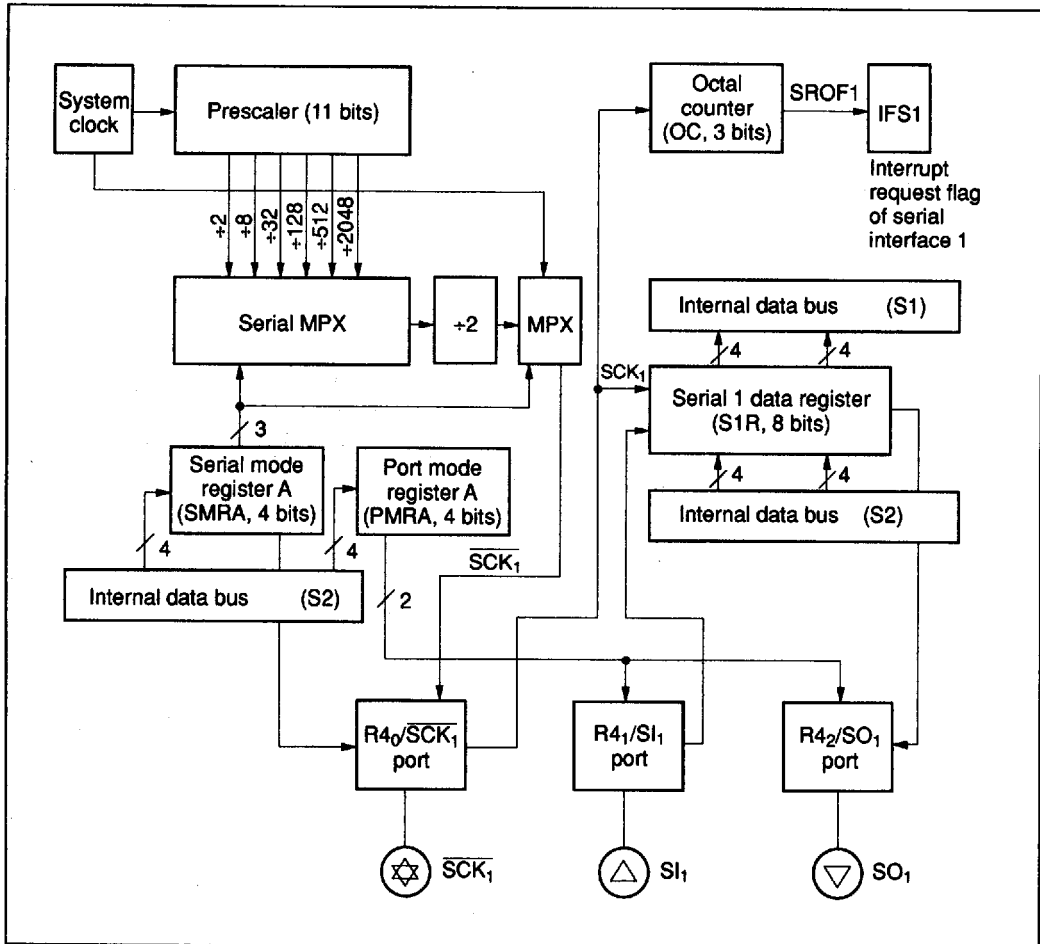 System
clock
Prescaler (11 bits)
Octal
counter
(OC, 3 bits)
SROF1
IFS1
Interrupt
request flag
of serial
interface 1
÷2
÷8
÷32
÷128
÷512
÷2048
Serial MPX
÷2
MPX
Internal data bus (S1)
4
4
SCK₁
Serial 1 data register
(S1R, 8 bits)
3
4
4
Serial mode
register A
(SMRA, 4 bits)
Port mode
register A
(PMRA, 4 bits)
Internal data bus (S2)
4
4
S̅C̅K̅₁̅
Internal data bus (S2)
2
R4₀/S̅C̅K̅₁̅
port
R4₁/SI₁
port
R4₂/SO₁
port
S̅C̅K̅₁̅
SI₁
SO₁